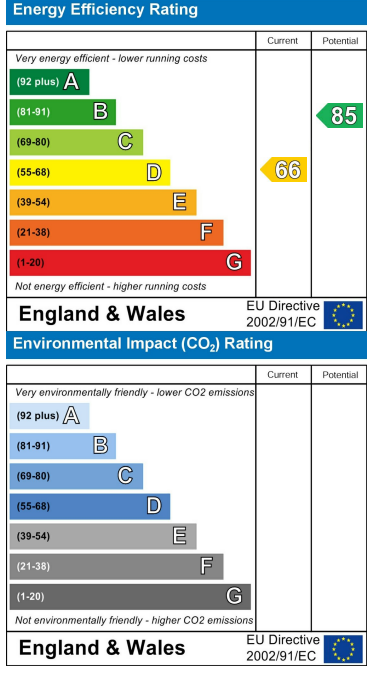 Energy Efficiency Rating
Current Potential
Very energy efficient - lower running costs
(92 plus) A
(81-91) B
85
(69-80) C
(55-68) D
66
(39-54) E
(21-38) F
(1-20) G
Not energy efficient - higher running costs
England & Wales
EU Directive
2002/91/EC
Environmental Impact (CO₂) Rating
Current Potential
Very environmentally friendly - lower CO2 emissions
(92 plus) A
(81-91) B
(69-80) C
(55-68) D
(39-54) E
(21-38) F
(1-20) G
Not environmentally friendly - higher CO2 emissions
England & Wales
EU Directive
2002/91/EC